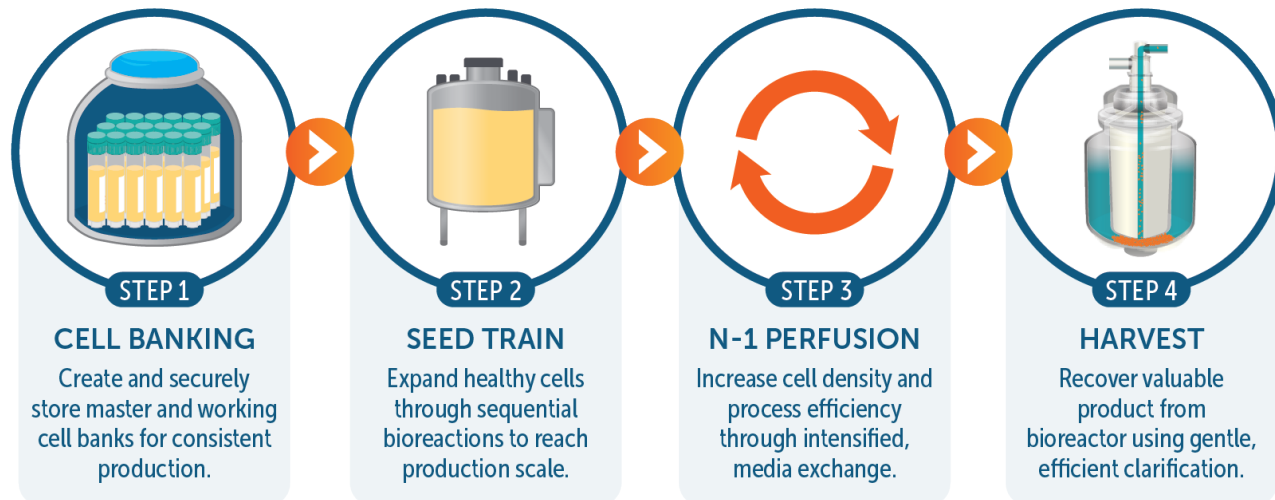 STEP 1
CELL BANKING
Create and securely
store master and working
cell banks for consistent
production.
STEP 2
SEED TRAIN
Expand healthy cells
through sequential
bioreactions to reach
production scale.
STEP 3
N-1 PERFUSION
Increase cell density and
process efficiency
through intensified,
media exchange.
STEP 4
HARVEST
Recover valuable
product from
bioreactor using gentle,
efficient clarification.